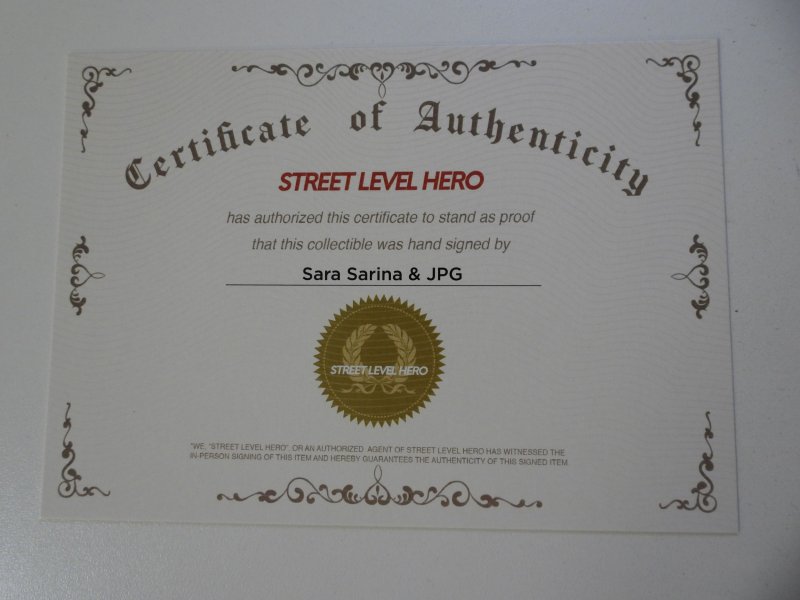 Certificate of Authenticity
STREET LEVEL HERO
has authorized this certificate to stand as proof
that this collectible was hand signed by
Sara Sarina & JPG
STREET LEVEL HERO
"WE, "STREET LEVEL HERO", OR AN AUTHORIZED AGENT OF STREET LEVEL HERO HAS WITNESSED THE
IN-PERSON SIGNING OF THIS ITEM AND HEREBY GUARANTEES THE AUTHENTICITY OF THIS SIGNED ITEM.